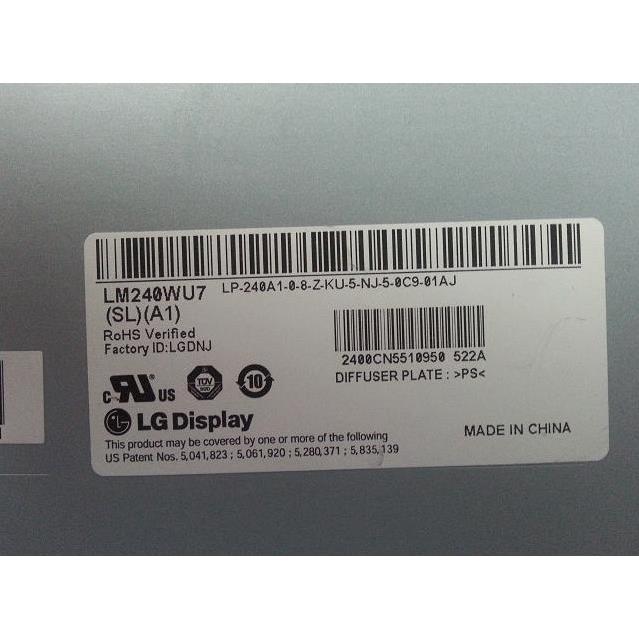 LM240WU7
LP-240A1-0-8-Z-KU-5-NJ-5-0C9-01AJ
(SL)(A1)
RoHS Verified
Factory ID:LGDNJ
2400CN5510950 522A
DIFFUSER PLATE : >PS<
c RU ® US
TÜV
10
LG Display
MADE IN CHINA
This product may be covered by one or more of the following
US Patent Nos. 5,041,823 ; 5,061,920 ; 5,280,371 ; 5,835,139